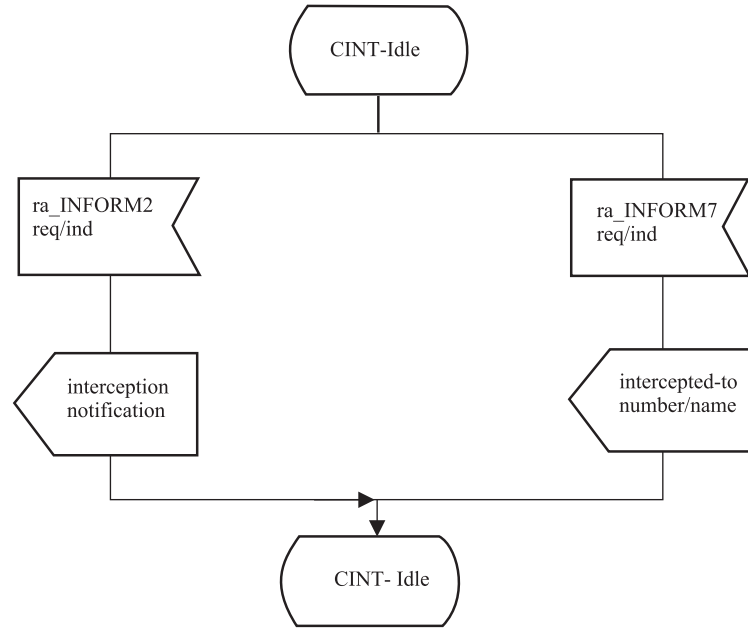 CINT-Idle
ra_INFORM2
req/ind
ra_INFORM7
req/ind
interception
notification
intercepted-to
number/name
CINT- Idle